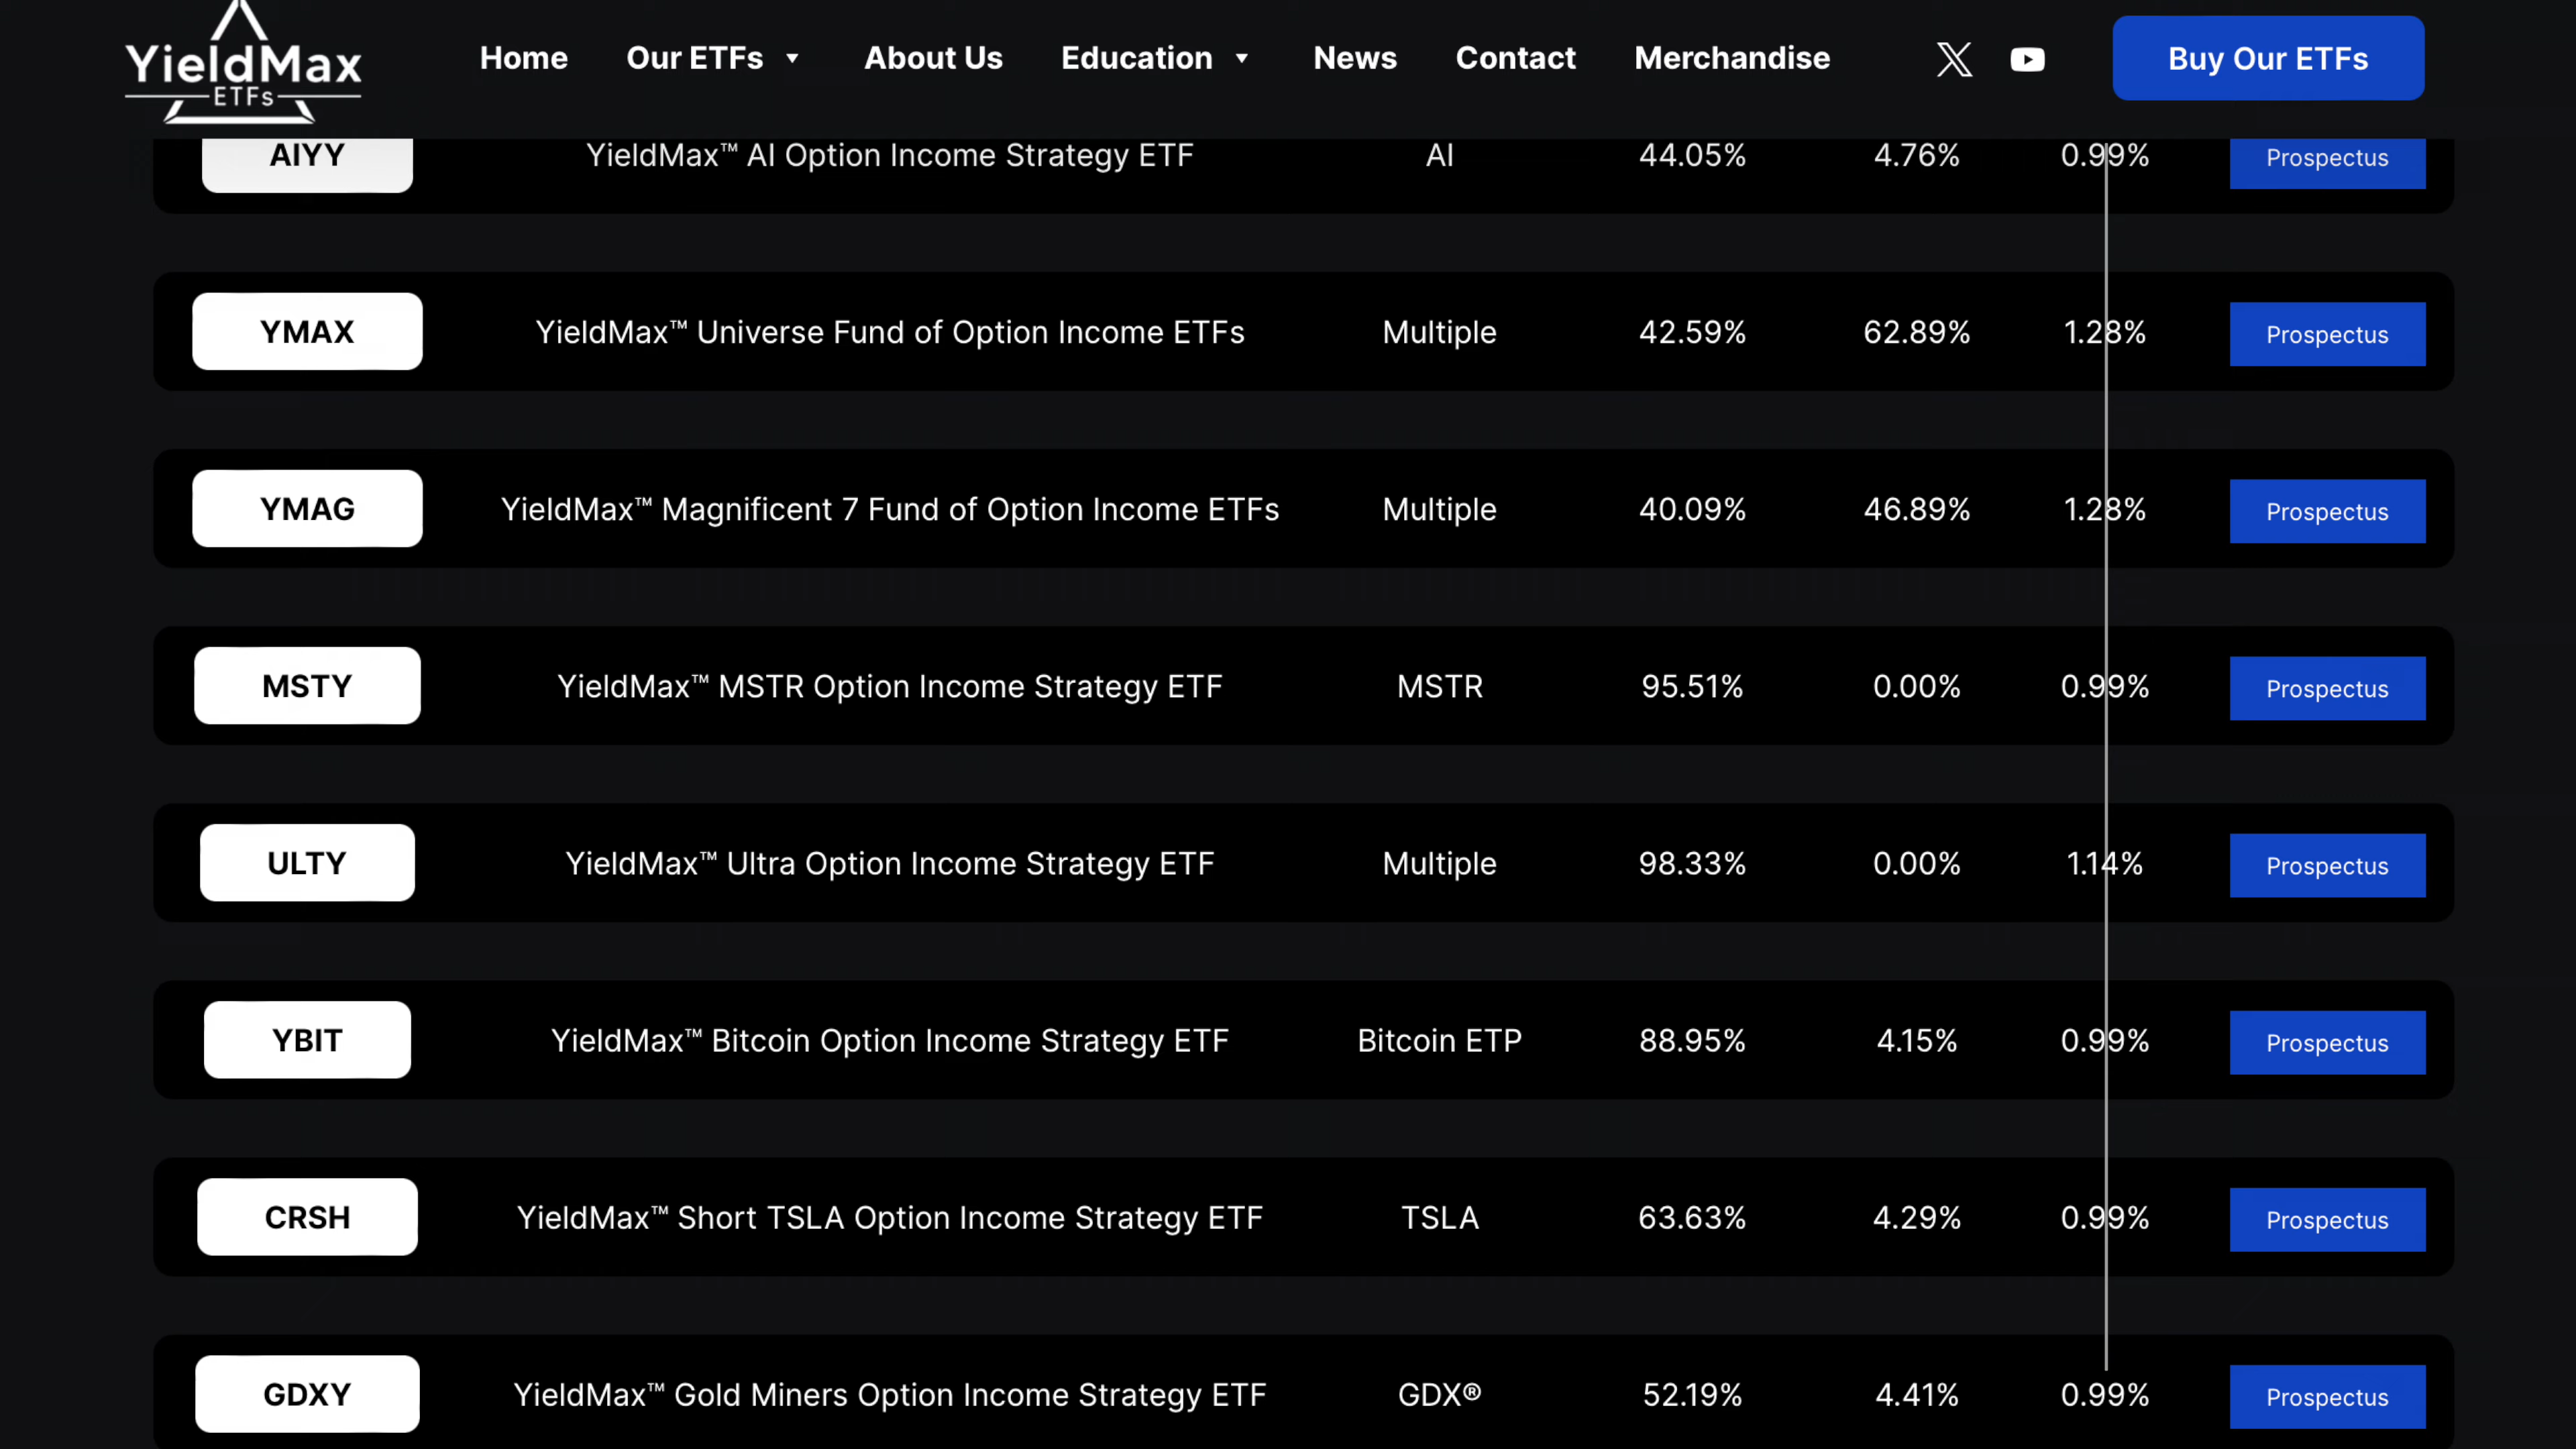 YieldMax
ETFs
Home Our ETFs About Us Education News Contact Merchandise Buy Our ETFs
AIYY YieldMax™ AI Option Income Strategy ETF AI 44.05% 4.76% 0.99% Prospectus
YMAX YieldMax™ Universe Fund of Option Income ETFs Multiple 42.59% 62.89% 1.28% Prospectus
YMAG YieldMax™ Magnificent 7 Fund of Option Income ETFs Multiple 40.09% 46.89% 1.28% Prospectus
MSTY YieldMax™ MSTR Option Income Strategy ETF MSTR 95.51% 0.00% 0.99% Prospectus
ULTY YieldMax™ Ultra Option Income Strategy ETF Multiple 98.33% 0.00% 1.14% Prospectus
YBIT YieldMax™ Bitcoin Option Income Strategy ETF Bitcoin ETP 88.95% 4.15% 0.99% Prospectus
CRSH YieldMax™ Short TSLA Option Income Strategy ETF TSLA 63.63% 4.29% 0.99% Prospectus
GDXY YieldMax™ Gold Miners Option Income Strategy ETF GDX® 52.19% 4.41% 0.99% Prospectus